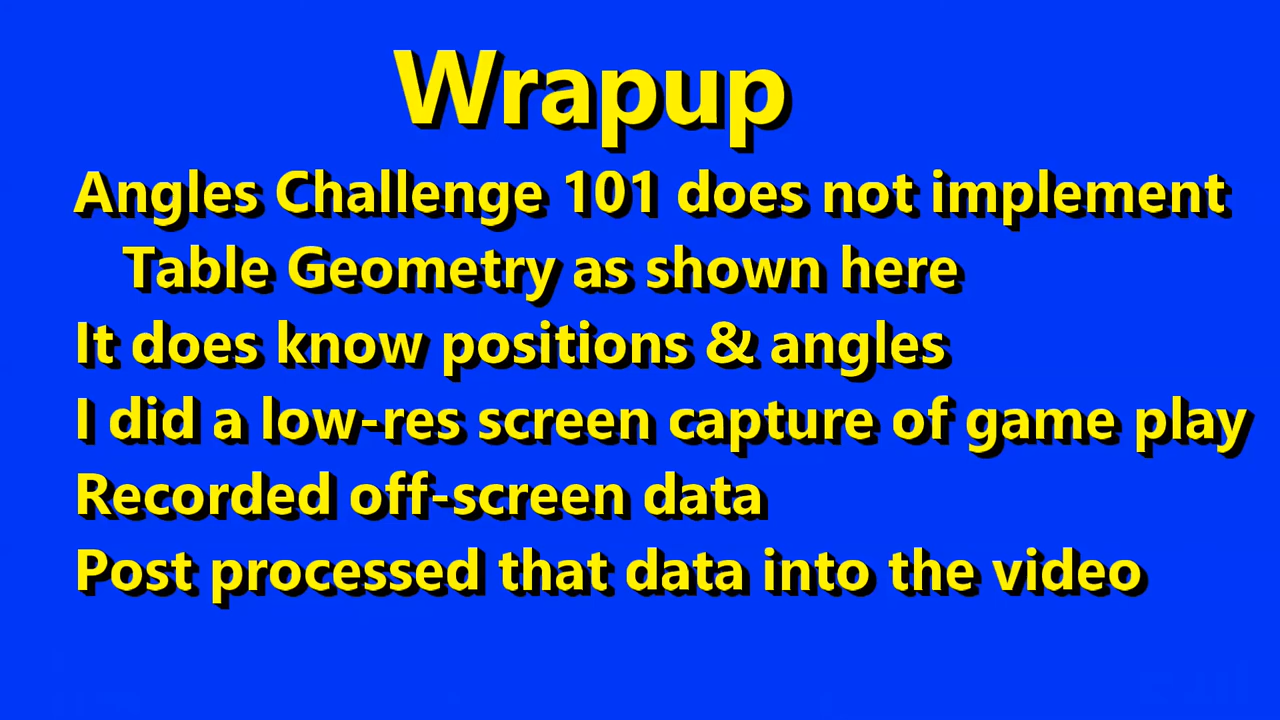 Wrapup
Angles Challenge 101 does not implement
Table Geometry as shown here
It does know positions & angles
I did a low-res screen capture of game play
Recorded off-screen data
Post processed that data into the video